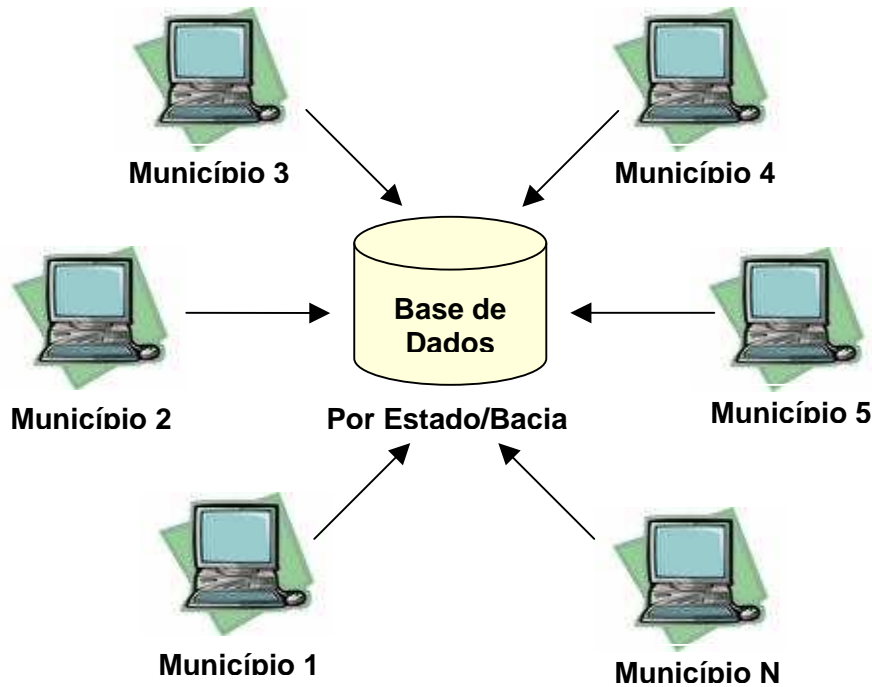 Município 3
Município 4
Base de
Dados
Município 2
Por Estado/Bacia
Município 5
Município 1
Município N